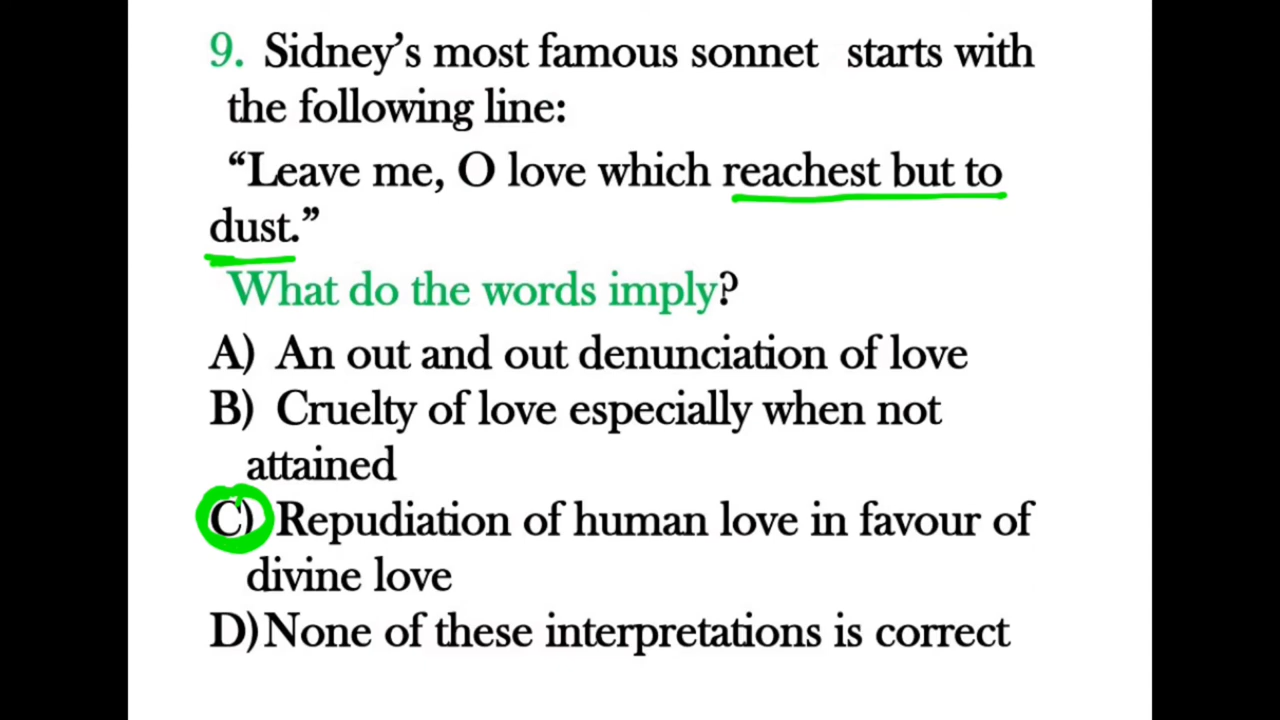 9. Sidney’s most famous sonnet starts with
the following line:
“Leave me, O love which reachest but to
dust.”
What do the words imply?
A) An out and out denunciation of love
B) Cruelty of love especially when not
attained
C) Repudiation of human love in favour of
divine love
D)None of these interpretations is correct